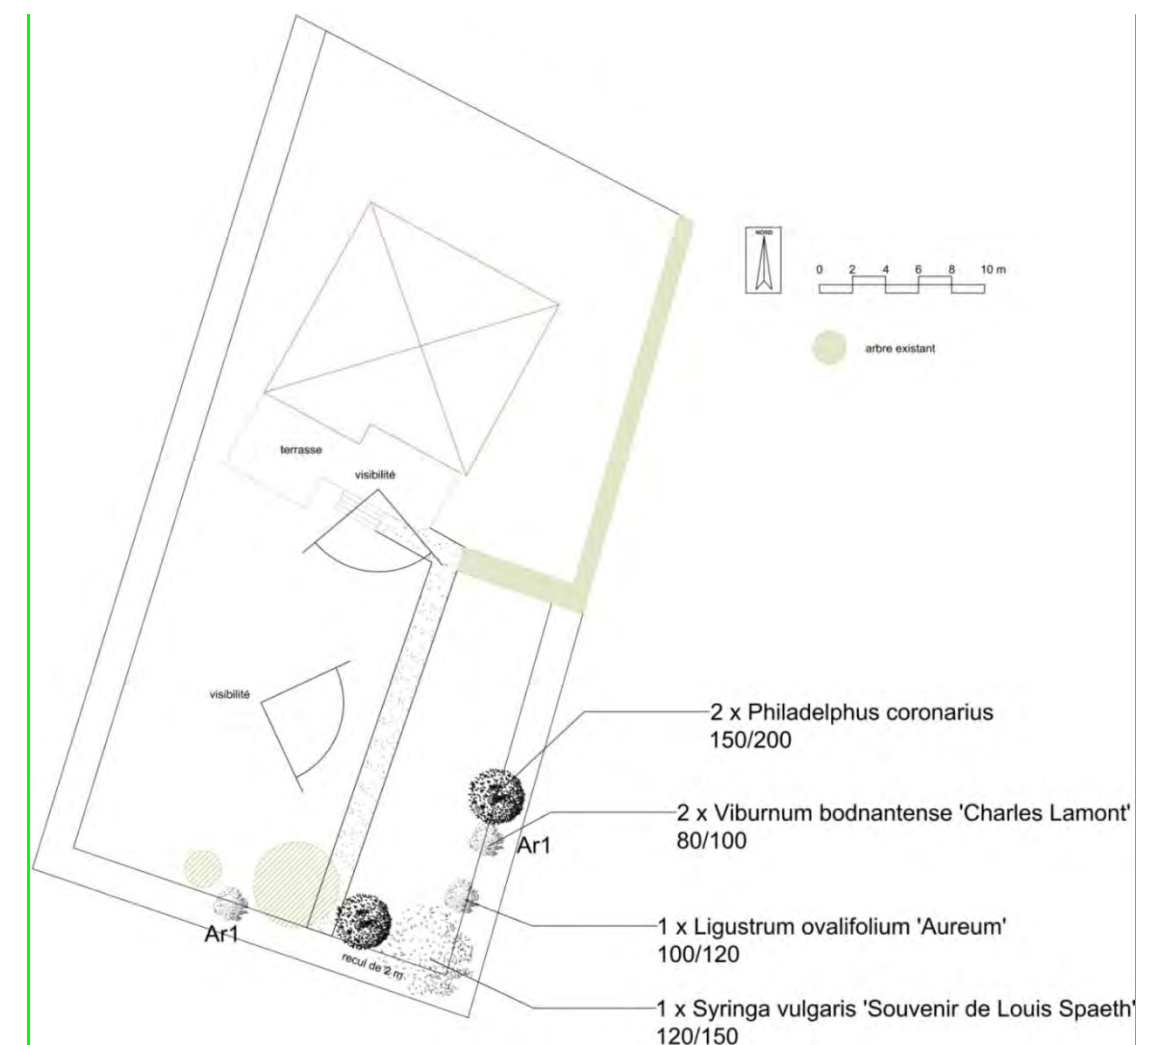 NORD
0 2 4 6 8 10 m
arbre existant
terrasse
visibilité
visibilité
2 x Philadelphus coronarius
150/200
2 x Viburnum bodnantense 'Charles Lamont'
80/100
Ar1
1 x Ligustrum ovalifolium 'Aureum'
100/120
Ar1
recul de 2 m
1 x Syringa vulgaris 'Souvenir de Louis Spaeth'
120/150